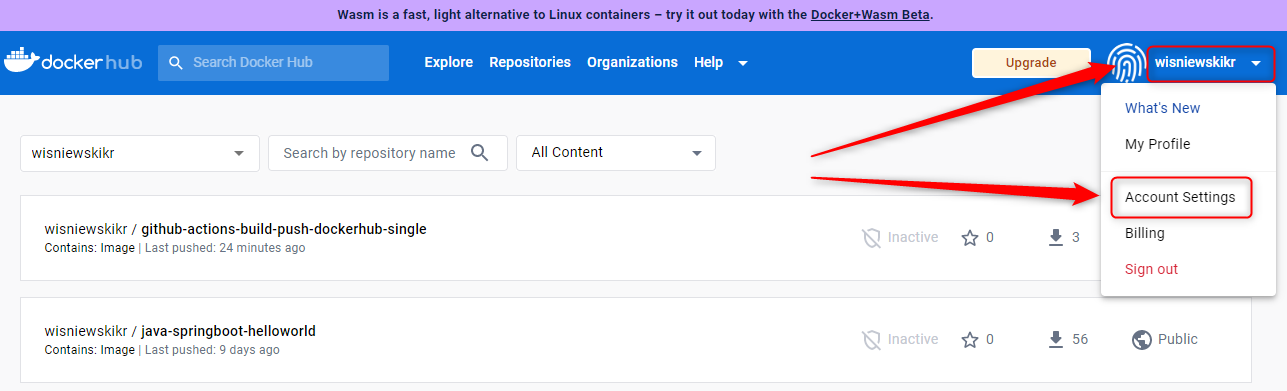 Wasm is a fast, light alternative to Linux containers – try it out today with the Docker+Wasm Beta.
dockerhub Search Docker Hub Explore Repositories Organizations Help Upgrade wisniewskikr
What's New
My Profile
Account Settings
Billing
Sign out
wisniewskikr Search by repository name All Content
wisniewskikr / github-actions-build-push-dockerhub-single
Contains: Image | Last pushed: 24 minutes ago
Inactive 0 3
wisniewskikr / java-springboot-helloworld
Contains: Image | Last pushed: 9 days ago
Inactive 0 56 Public